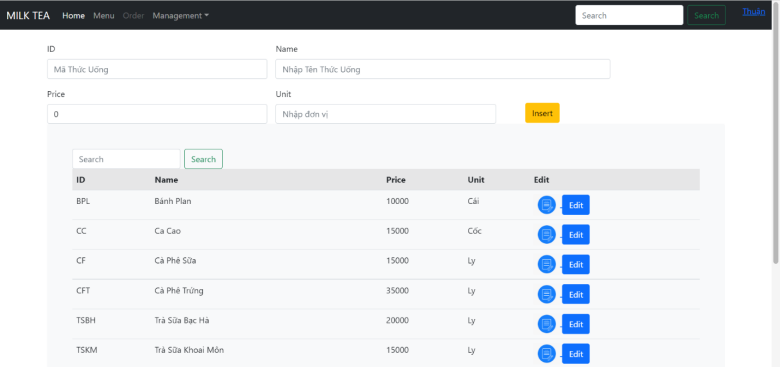 MILK TEA Home Menu Order Management Search Search Thuận
ID Name
Mã Thức Uống Nhập Tên Thức Uống
Price Unit
0 Nhập đơn vị Insert
Search Search
ID Name Price Unit Edit
BPL Bánh Plan 10000 Cái Edit
CC Ca Cao 15000 Cốc Edit
CF Cà Phê Sữa 15000 Ly Edit
CFT Cà Phê Trứng 35000 Ly Edit
TSBH Trà Sữa Bạc Hà 20000 Ly Edit
TSKM Trà Sữa Khoai Môn 15000 Ly Edit